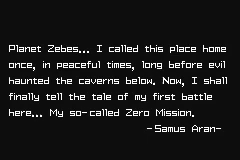 Planet Zebes... I called this place home
once, in peaceful times, long before evil
haunted the caverns below. Now, I shall
finally tell the tale of my first battle
here... My so-called Zero Mission.
-Samus Aran-